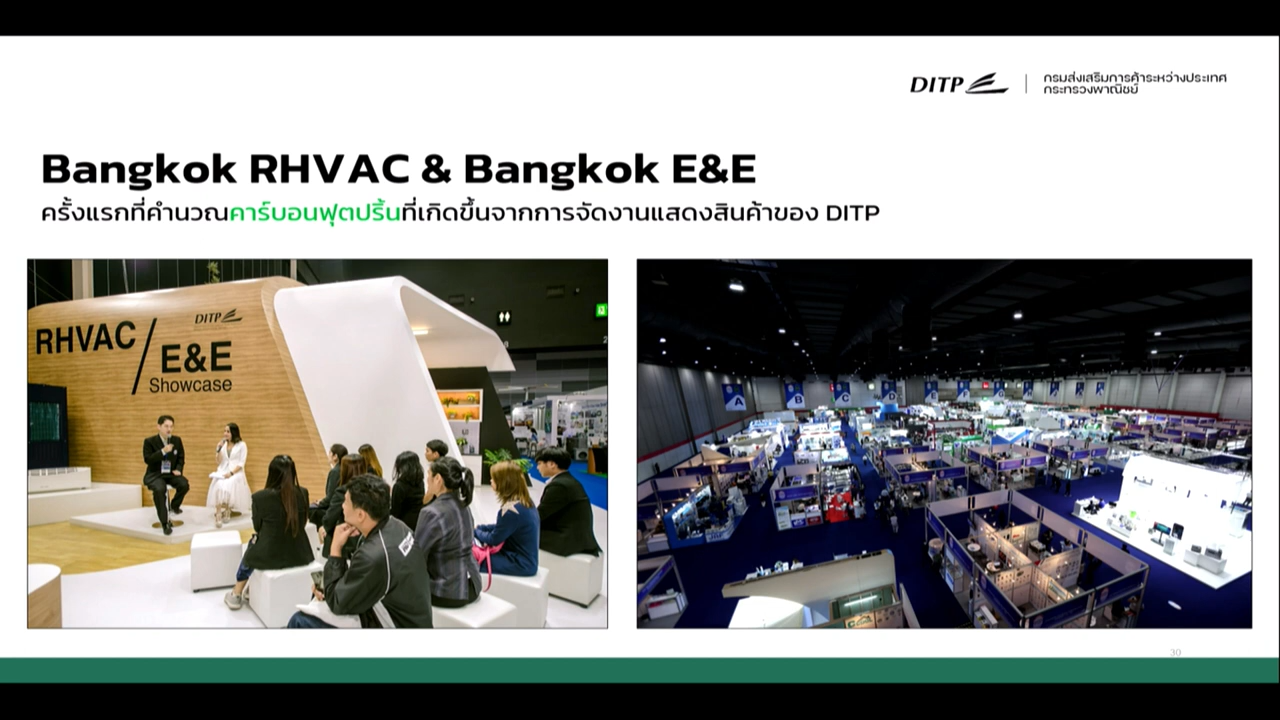 DITP
กรมส่งเสริมการค้าระหว่างประเทศ
กระทรวงพาณิชย์
Bangkok RHVAC & Bangkok E&E
ครั้งแรกที่คำนวณคาร์บอนฟุตปริ้นที่เกิดขึ้นจากการจัดงานแสดงสินค้าของ DITP
DITP
RHVAC
E&E
Showcase
A
B
C
D
E
30